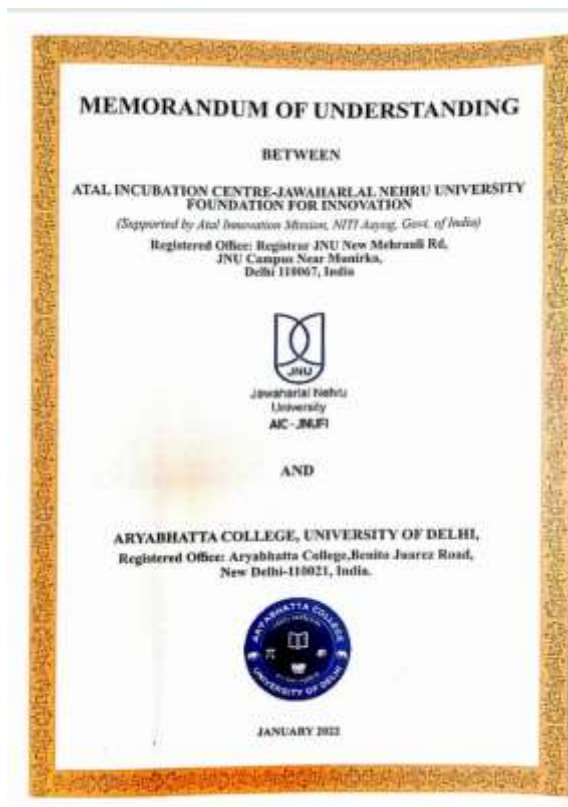 MEMORANDUM OF UNDERSTANDING
BETWEEN
ATAL INCUBATION CENTRE-JAWAHARLAL NEHRU UNIVERSITY
FOUNDATION FOR INNOVATION
(Supported by Atal Innovation Mission, NITI Aayog, Govt. of India)
Registered Office: Registrar JNU New Mehrauli Rd,
JNU Campus Near Munirka,
Delhi 110067, India
JNU
Jawaharlal Nehru
University
AIC-JNUFI
AND
ARYABHATTA COLLEGE, UNIVERSITY OF DELHI,
Registered Office: Aryabhatta College,Benito Juarez Road,
New Delhi-110021, India.
ARYABHATTA COLLEGE
UNIVERSITY OF DELHI
JANUARY 2022